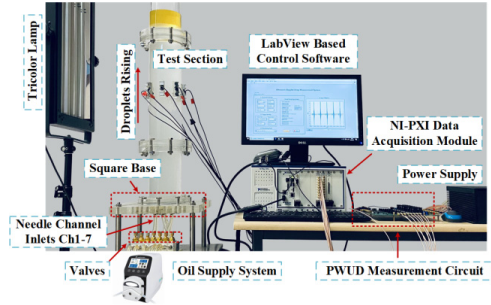 Tricolor Lamp
Droplets Rising
Test Section
LabView Based
Control Software
NI-PXI Data
Acquisition Module
Power Supply
Square Base
Needle Channel
Inlets Ch1-7
Valves
Oil Supply System
PWUD Measurement Circuit